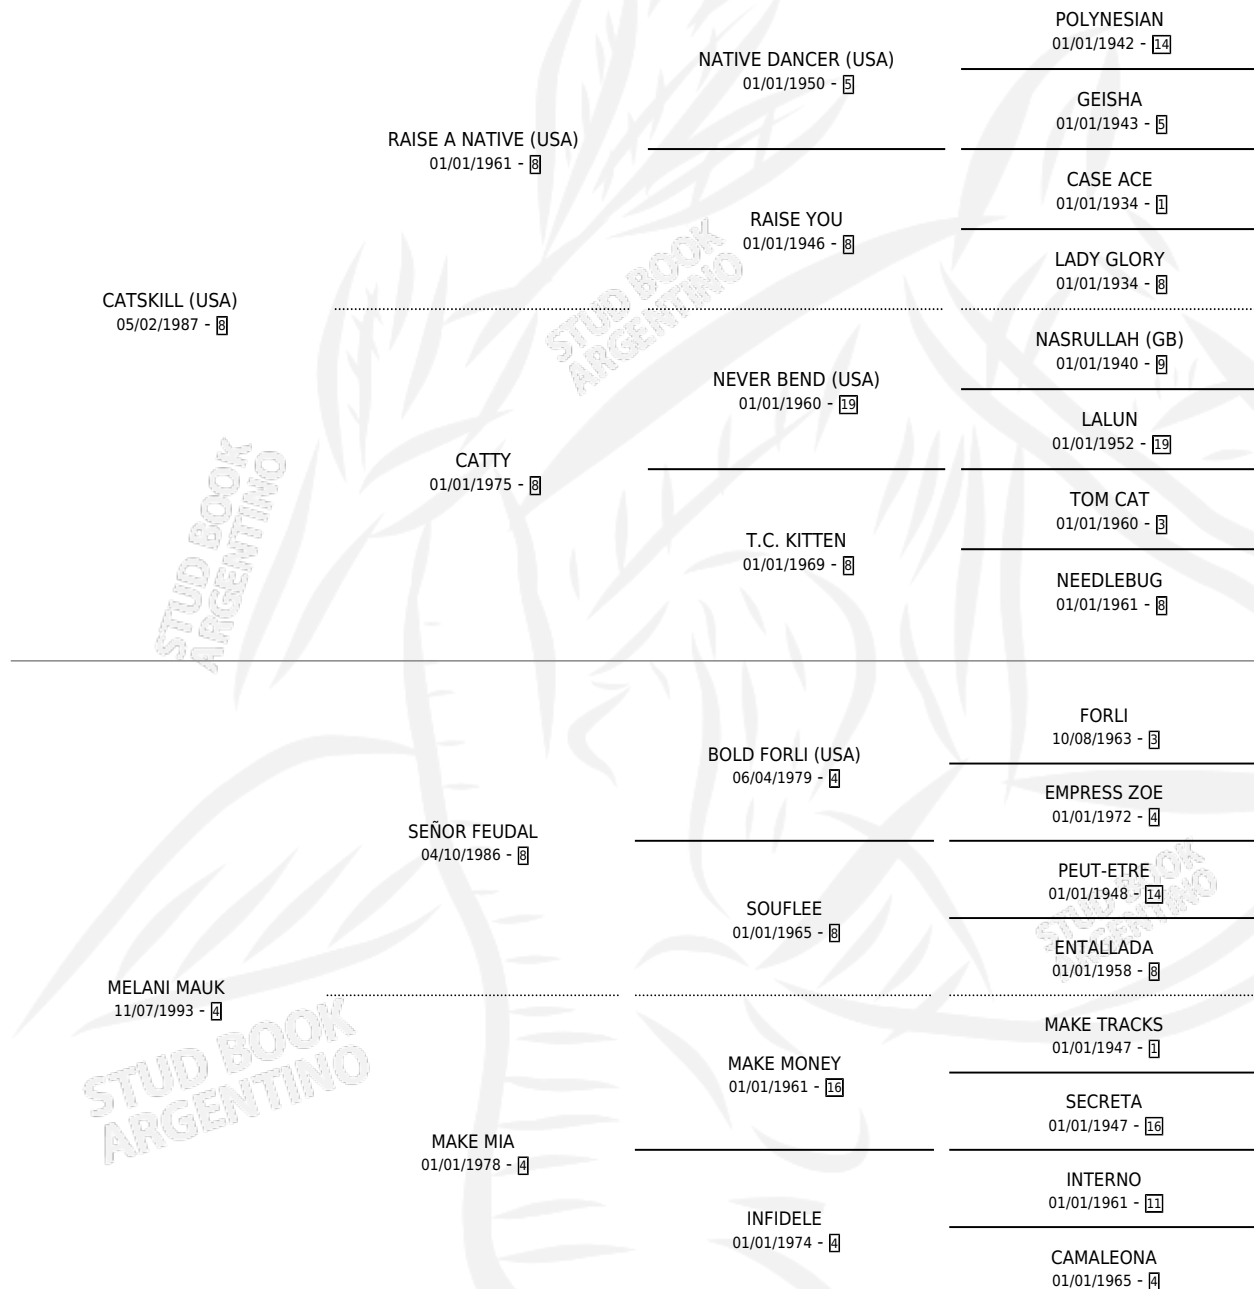 POLYNESIAN
01/01/1942 - 14
NATIVE DANCER (USA)
01/01/1950 - 5
GEISHA
01/01/1943 - 5
RAISE A NATIVE (USA)
01/01/1961 - 8
CASE ACE
01/01/1934 - 1
RAISE YOU
01/01/1946 - 8
LADY GLORY
01/01/1934 - 8
CATSKILL (USA)
05/02/1987 - 8
NASRULLAH (GB)
01/01/1940 - 9
NEVER BEND (USA)
01/01/1960 - 19
LALUN
01/01/1952 - 19
CATTY
01/01/1975 - 8
TOM CAT
01/01/1960 - 3
T.C. KITTEN
01/01/1969 - 8
NEEDLEBUG
01/01/1961 - 8
FORLI
10/08/1963 - 3
BOLD FORLI (USA)
06/04/1979 - 4
EMPRESS ZOE
01/01/1972 - 4
SEÑOR FEUDAL
04/10/1986 - 8
PEUT-ETRE
01/01/1948 - 14
SOUFLEE
01/01/1965 - 8
ENTALLADA
01/01/1958 - 8
MELANI MAUK
11/07/1993 - 4
MAKE TRACKS
01/01/1947 - 1
MAKE MONEY
01/01/1961 - 16
SECRETA
01/01/1947 - 16
MAKE MIA
01/01/1978 - 4
INTERNO
01/01/1961 - 11
INFIDELE
01/01/1974 - 4
CAMALEONA
01/01/1965 - 4
STUD BOOK
ARGENTINO
STUD BOOK
ARGENTINO
STUD BOOK
ARGENTINO
STUD BOOK
ARGENTINO